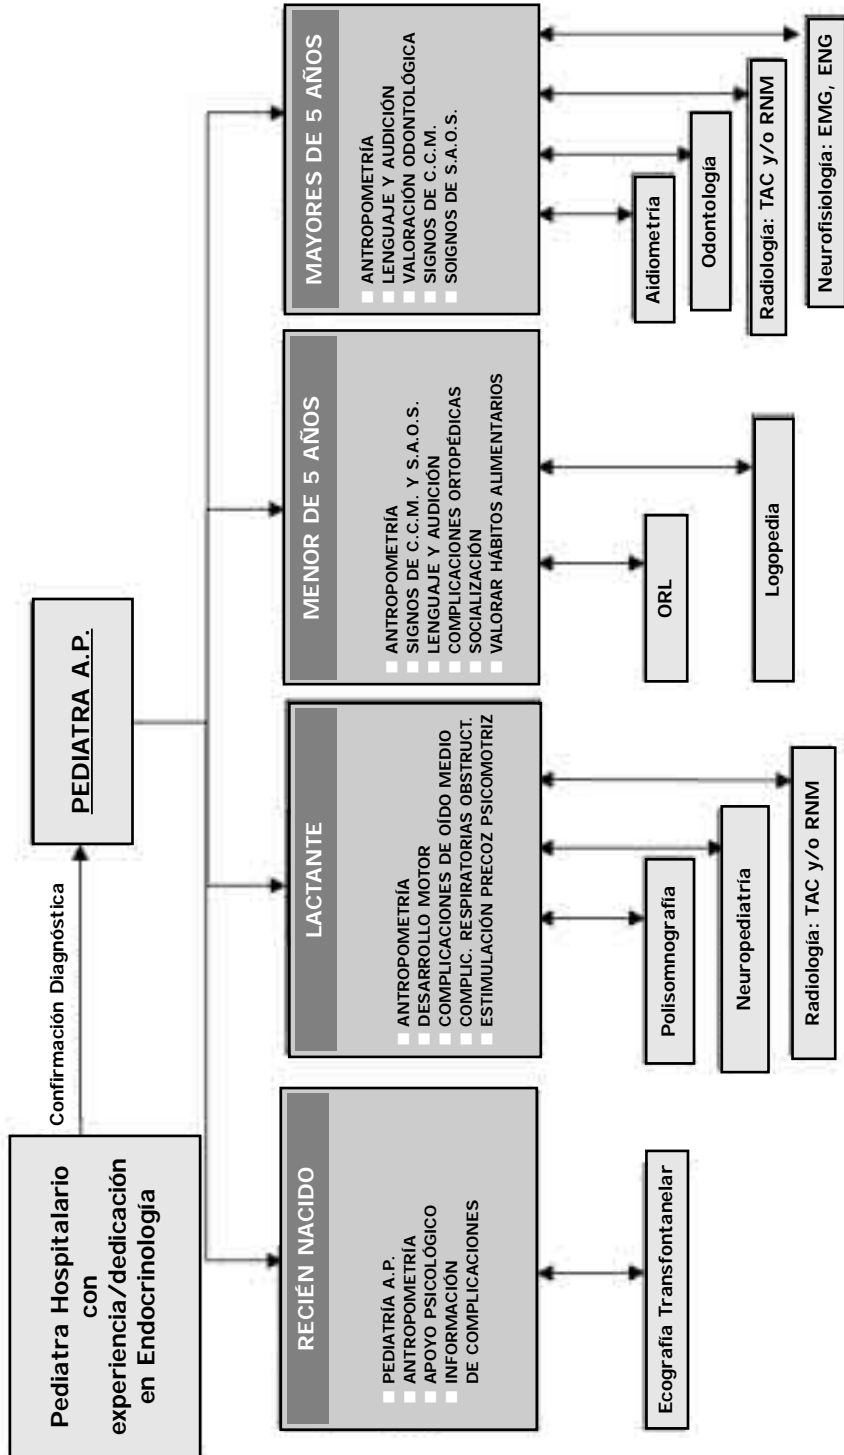 Pediatra Hospitalario
con
experiencia/dedicación
en Endocrinología
Confirmación Diagnóstica
PEDIATRA A.P.
RECIÉN NACIDO
PEDIATRÍA A.P.
ANTROPOMETRÍA
APOYO PSICOLÓGICO
INFORMACIÓN
DE COMPLICACIONES
Ecografía Transfontanelar
LACTANTE
ANTROPOMETRÍA
DESARROLLO MOTOR
COMPLICACIONES DE OÍDO MEDIO
COMPLIC. RESPIRATORIAS OBSTRUCT.
ESTIMULACIÓN PRECOZ PSICOMOTRIZ
Polisomnografía
Neuropediatría
Radiología: TAC y/o RNM
MENOR DE 5 AÑOS
ANTROPOMETRÍA
SIGNOS DE C.C.M. Y S.A.O.S.
LENGUAJE Y AUDICIÓN
COMPLICACIONES ORTOPÉDICAS
SOCIALIZACIÓN
VALORAR HÁBITOS ALIMENTARIOS
ORL
Logopedia
MAYORES DE 5 AÑOS
ANTROPOMETRÍA
LENGUAJE Y AUDICIÓN
VALORACIÓN ODONTOLÓGICA
SIGNOS DE C.C.M.
SOIGNOS DE S.A.O.S.
Aidiometría
Odontología
Radiología: TAC y/o RNM
Neurofisiología: EMG, ENG